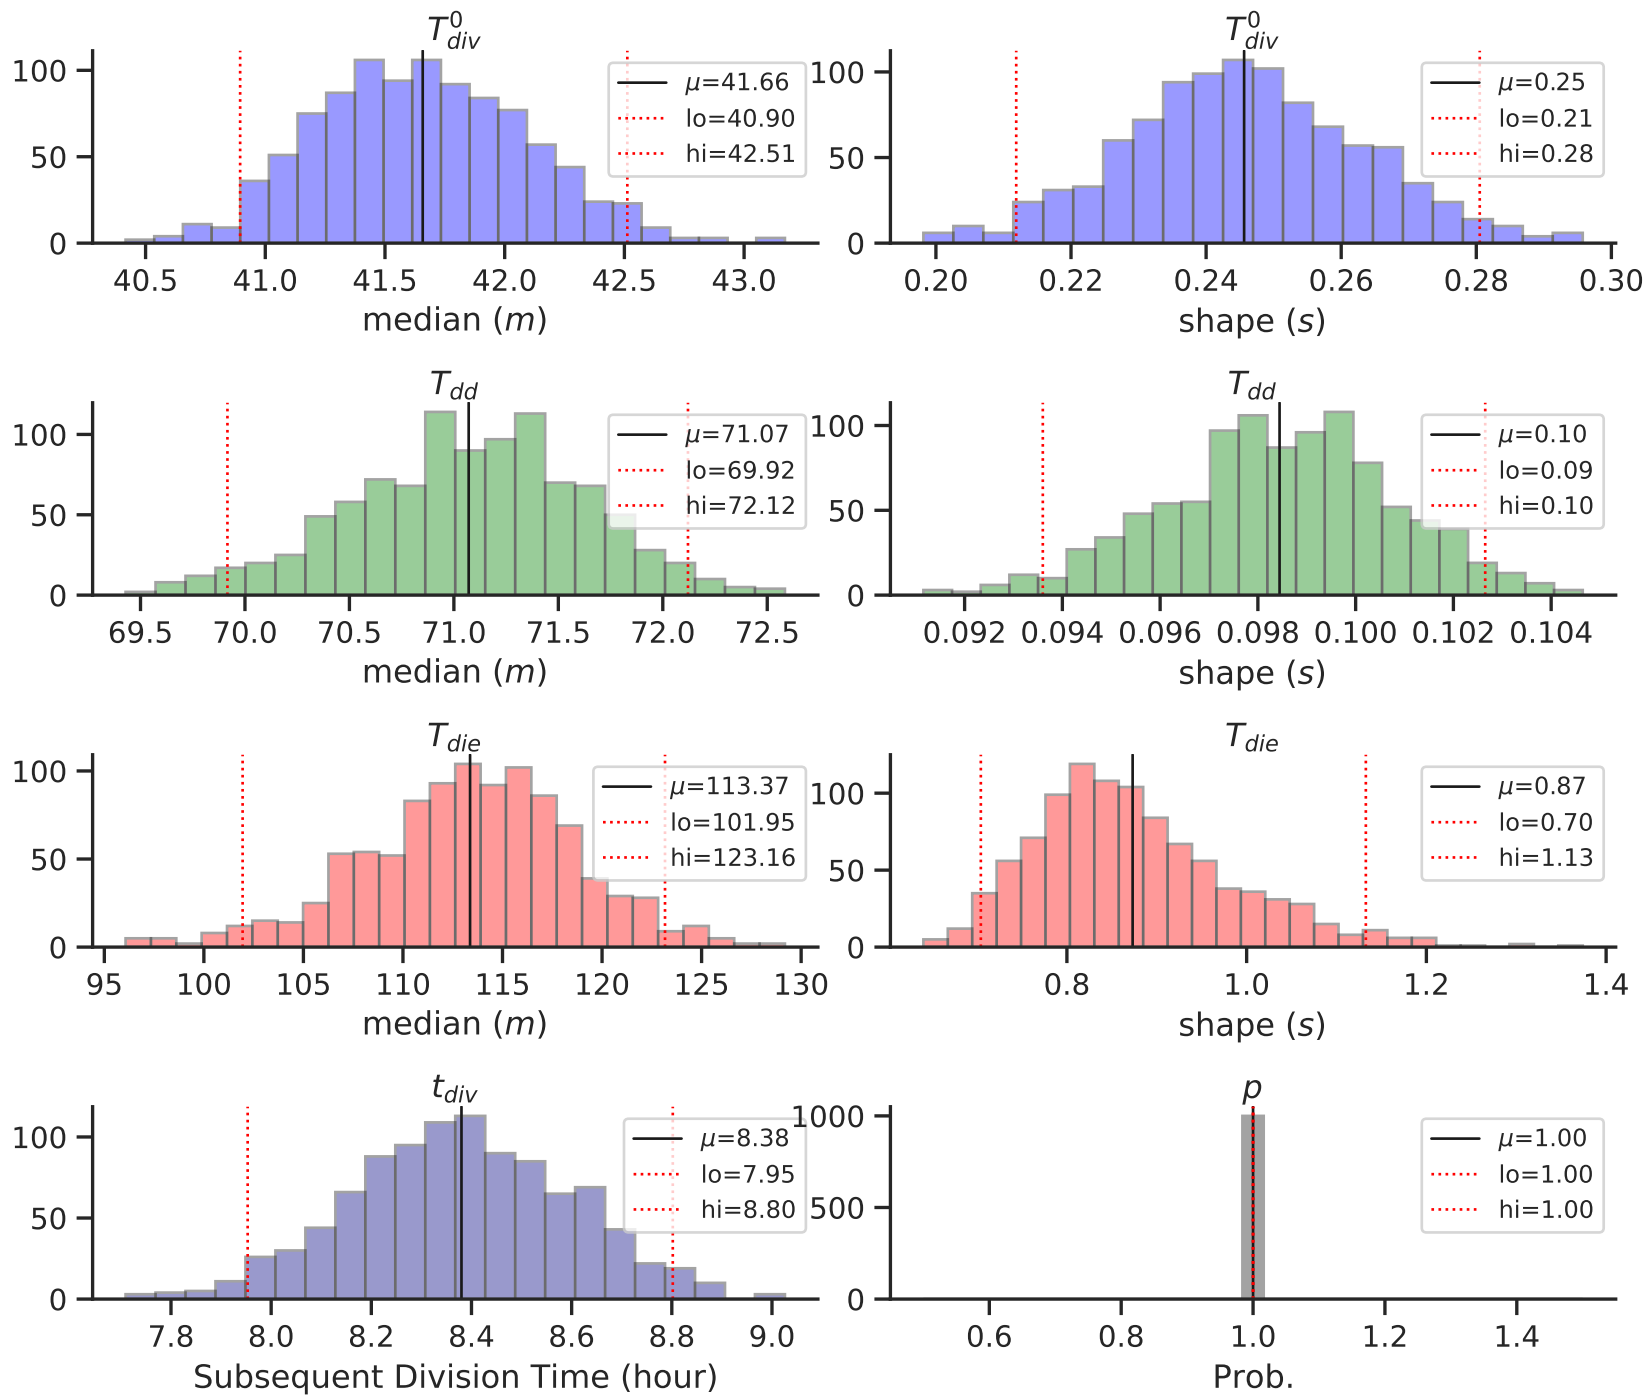 T⁰div
100
50
0
μ=41.66
lo=40.90
hi=42.51
40.5 41.0 41.5 42.0 42.5 43.0
median (m)
T⁰div
100
50
0
μ=0.25
lo=0.21
hi=0.28
0.20 0.22 0.24 0.26 0.28 0.30
shape (s)
Tdd
100
50
0
μ=71.07
lo=69.92
hi=72.12
69.5 70.0 70.5 71.0 71.5 72.0 72.5
median (m)
Tdd
100
50
0
μ=0.10
lo=0.09
hi=0.10
0.092 0.094 0.096 0.098 0.100 0.102 0.104
shape (s)
Tdie
100
50
0
μ=113.37
lo=101.95
hi=123.16
95 100 105 110 115 120 125 130
median (m)
Tdie
100
50
0
μ=0.87
lo=0.70
hi=1.13
0.8 1.0 1.2 1.4
shape (s)
tdiv
100
50
0
μ=8.38
lo=7.95
hi=8.80
7.8 8.0 8.2 8.4 8.6 8.8 9.0
Subsequent Division Time (hour)
p
1000
500
0
μ=1.00
lo=1.00
hi=1.00
0.6 0.8 1.0 1.2 1.4
Prob.